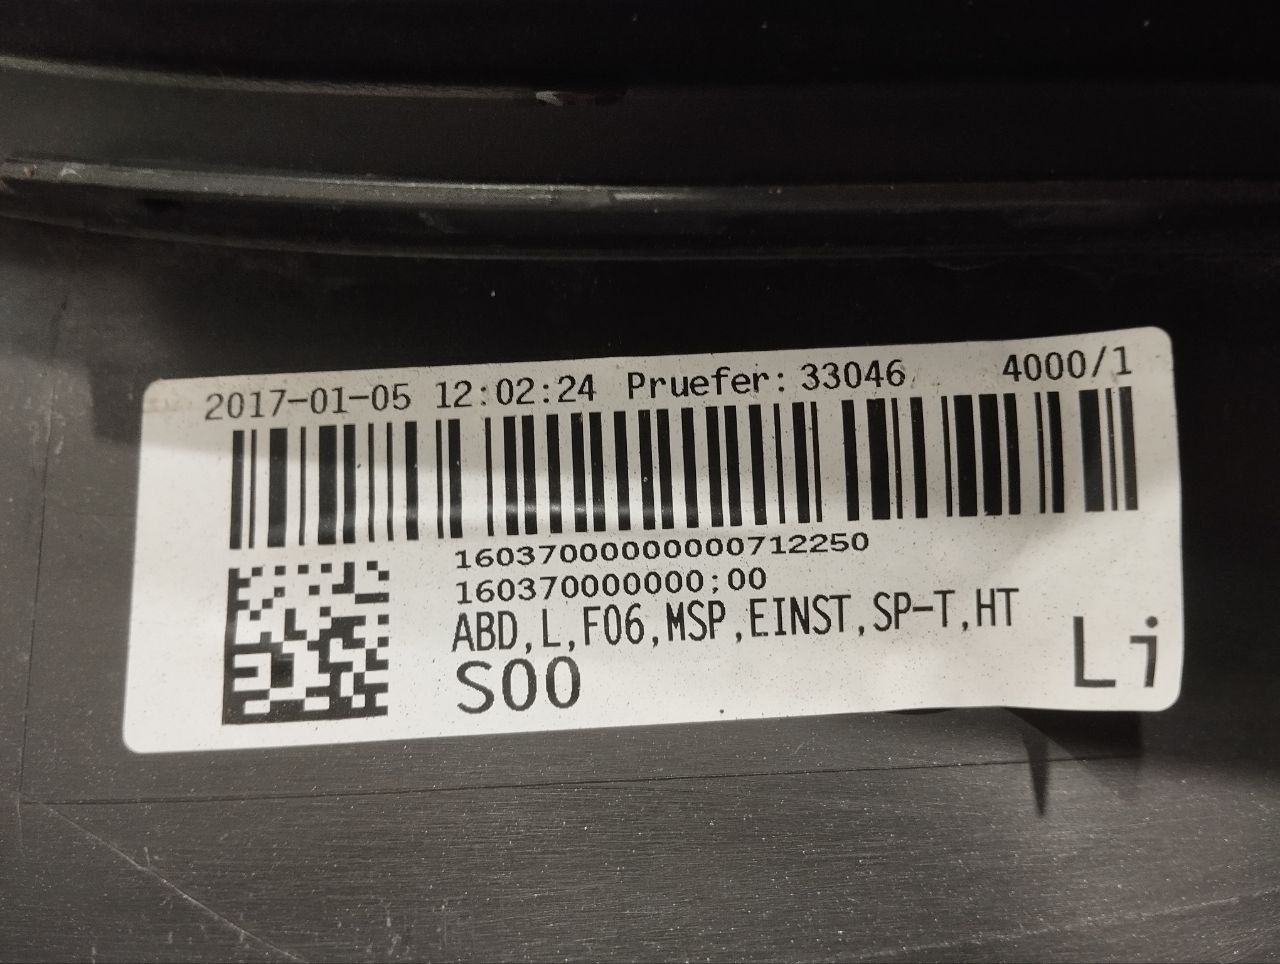 2017-01-05 12:02:24 Pruefer: 33046 4000/1
16037000000000712250
160370000000;00
ABD,L,F06,MSP,EINST,SP-T,HT
S00
Li